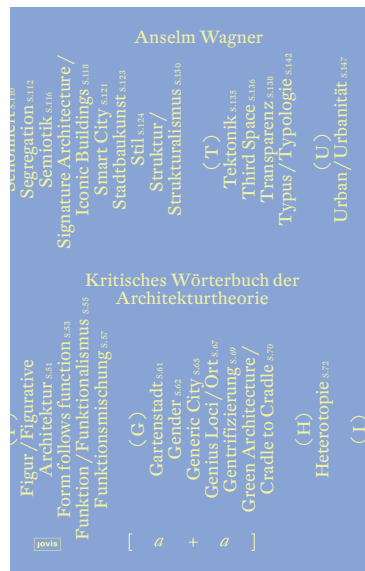 Anselm Wagner
Segregation S.112
Semiotik S.116
Signature Architecture /
Iconic Buildings S.118
Smart City S.121
Stadtbaukunst S.123
Stil S.124
Struktur /
Strukturalismus S.130
( T )
Tektonik S.135
Third Space S.136
Transparenz S.138
Typus / Typologie S.142
( U )
Urban / Urbanität S.147
Kritisches Wörterbuch der
Architekturtheorie
Figur / Figurative
Architektur S.51
Form follows function S.53
Funktion / Funktionalismus S.55
Funktionsmischung S.57
( G )
Gartenstadt S.61
Gender S.62
Generic City S.65
Genius Loci / Ort S.67
Gentrifizierung S.69
Green Architecture /
Cradle to Cradle S.70
( H )
Heterotopie S.72
jovis
[ a + a ]